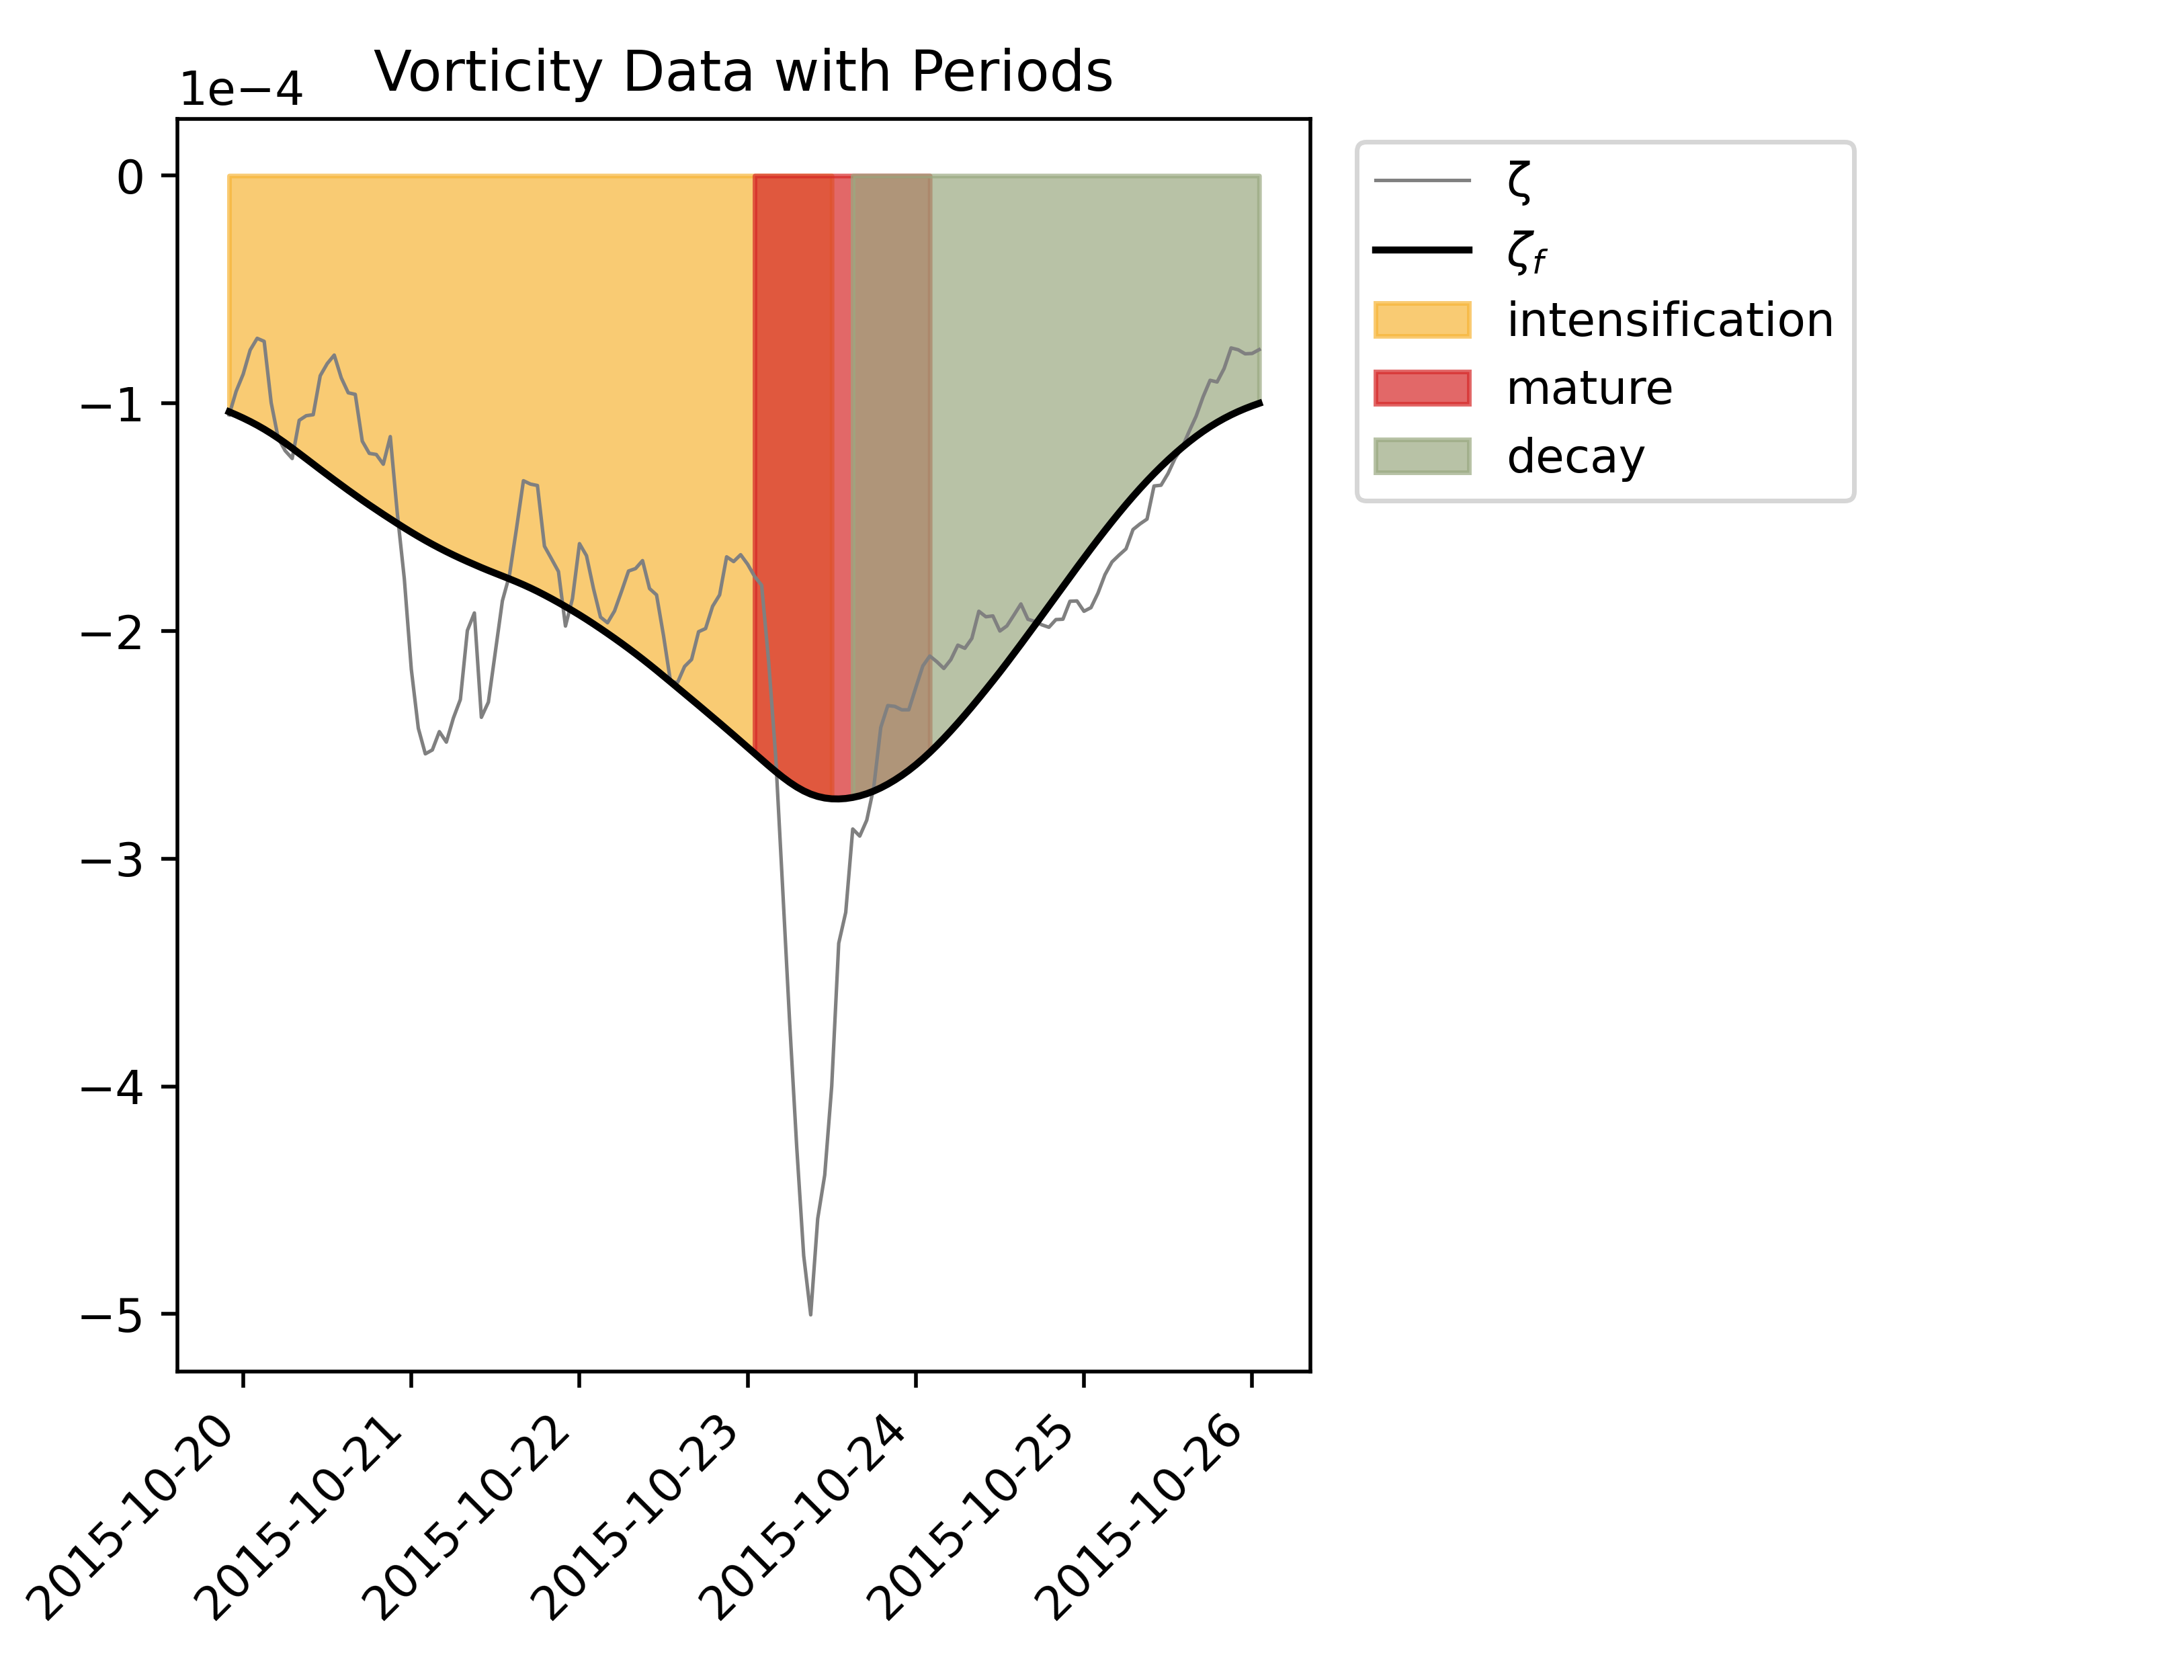 Vorticity Data with Periods
1e−4
0
−1
−2
−3
−4
−5
2015-10-20
2015-10-21
2015-10-22
2015-10-23
2015-10-24
2015-10-25
2015-10-26
ζ
ζf
intensification
mature
decay